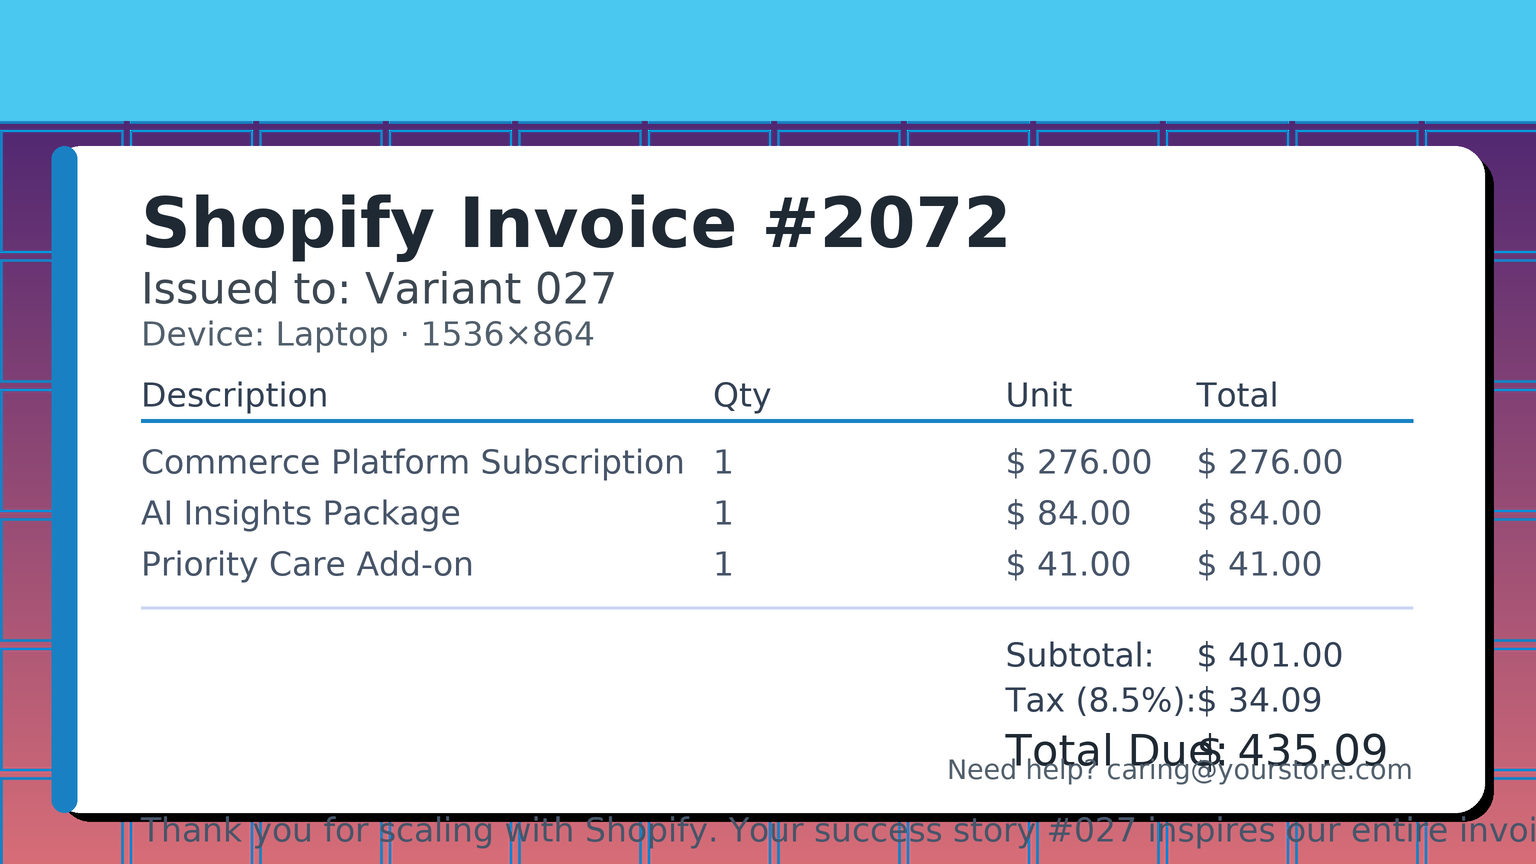 Shopify Invoice #2072
Issued to: Variant 027
Device: Laptop · 1536×864
Description Qty Unit Total
Commerce Platform Subscription 1 $ 276.00 $ 276.00
AI Insights Package 1 $ 84.00 $ 84.00
Priority Care Add-on 1 $ 41.00 $ 41.00
Subtotal: $ 401.00
Tax (8.5%): $ 34.09
Total Due: $ 435.09
Need help? caring@yourstore.com
Thank you for scaling with Shopify. Your success story #027 inspires our entire